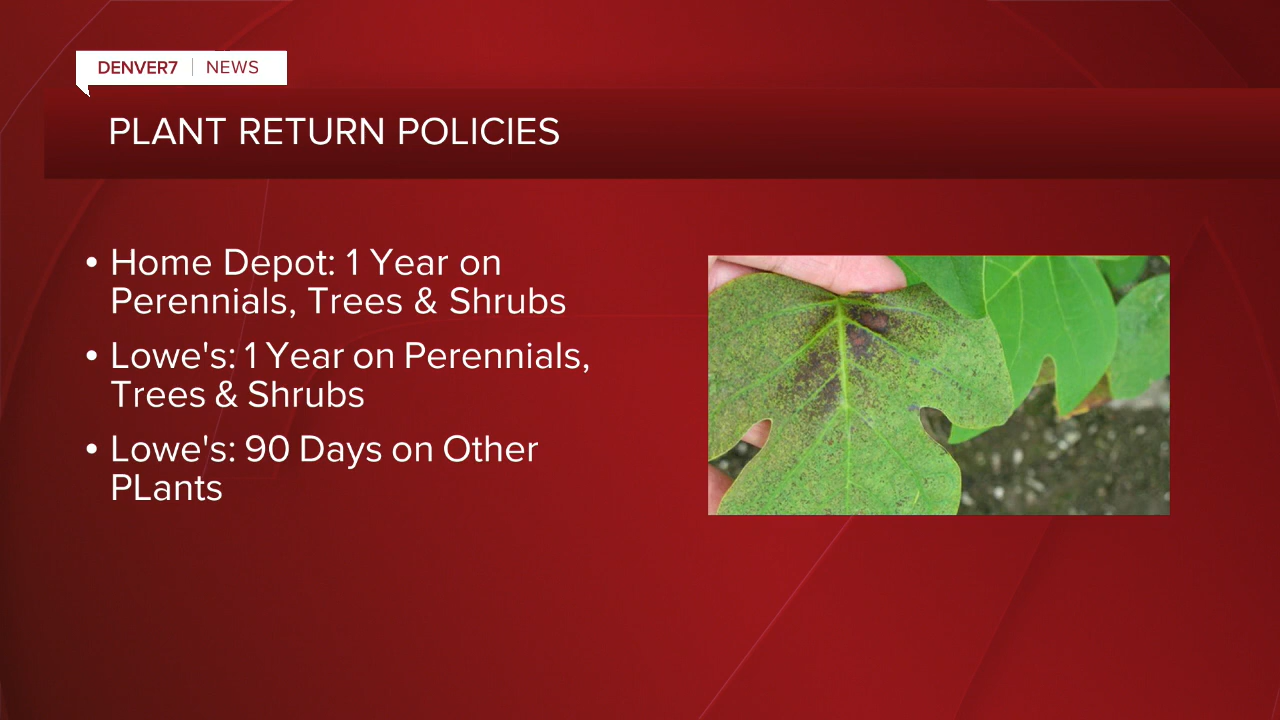 DENVER7 | NEWS
PLANT RETURN POLICIES
• Home Depot: 1 Year on
Perennials, Trees & Shrubs
• Lowe's: 1 Year on Perennials,
Trees & Shrubs
• Lowe's: 90 Days on Other
PLants